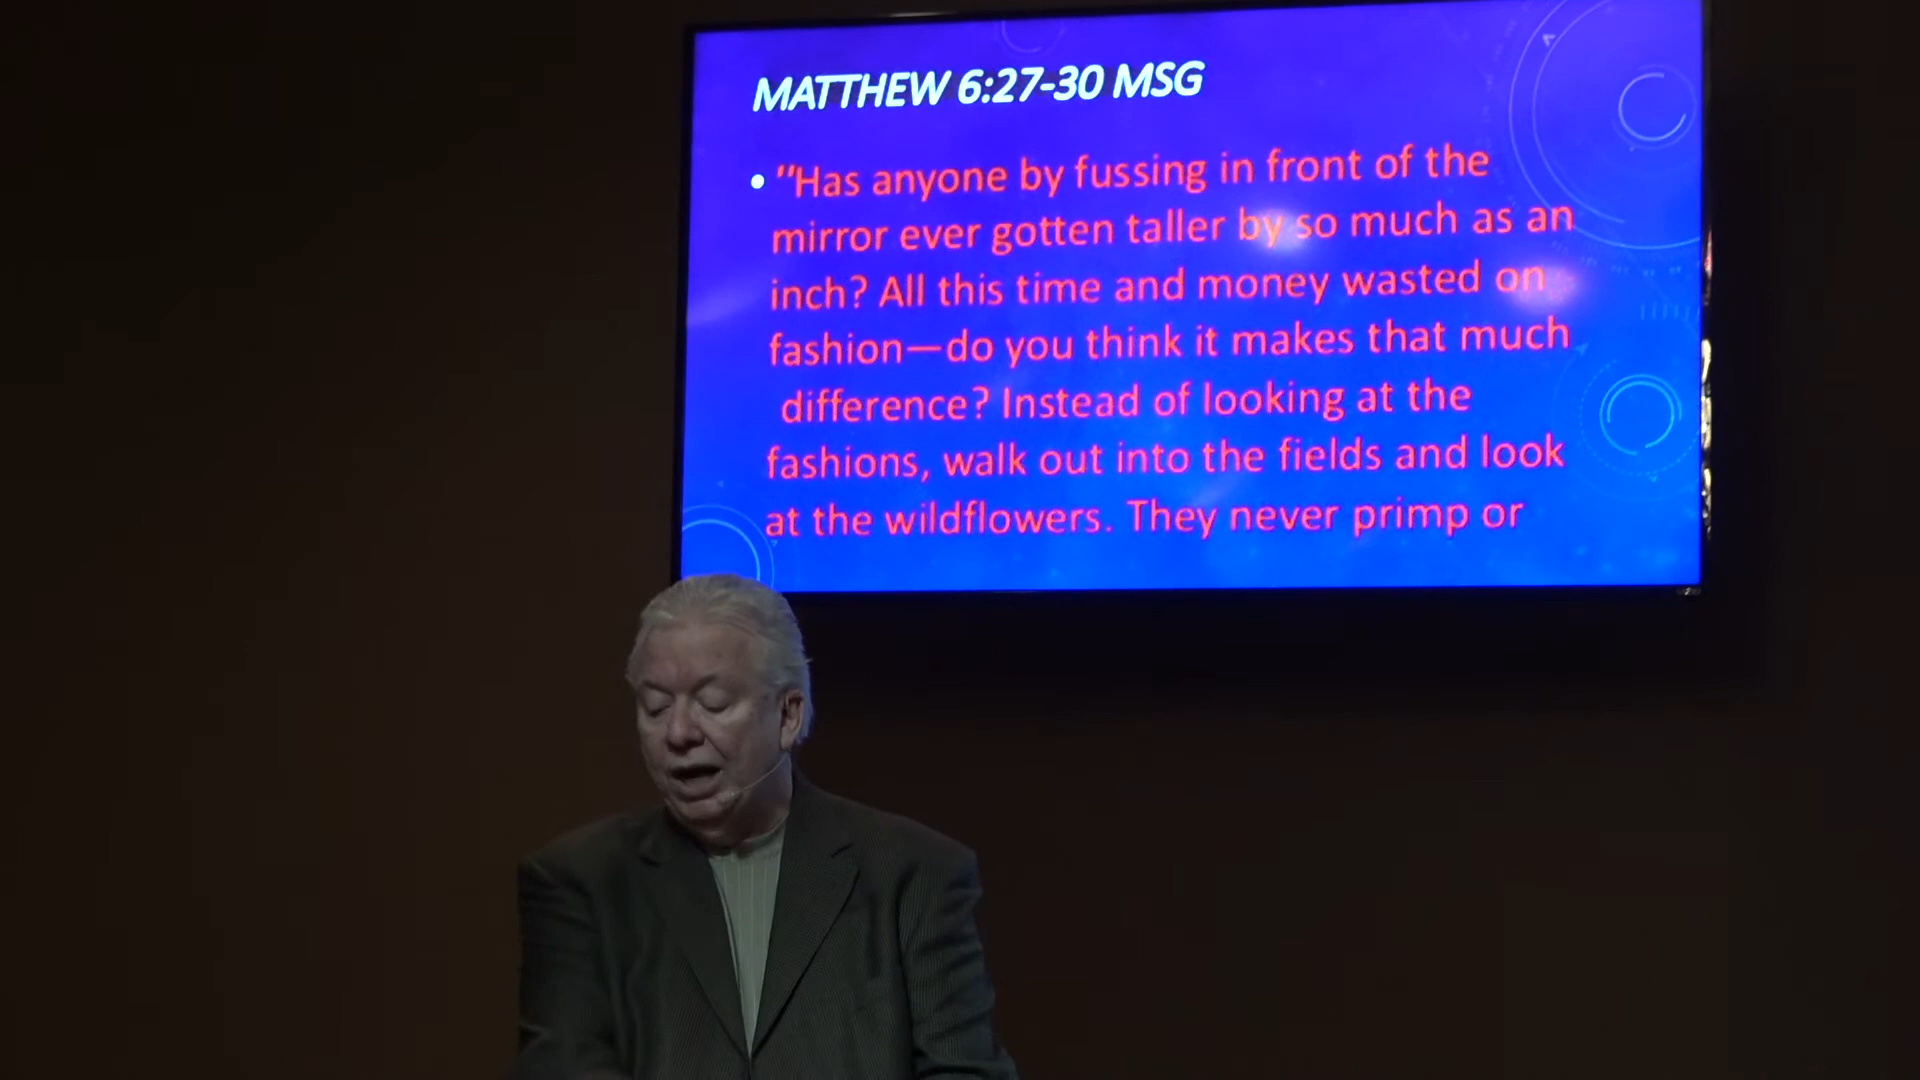 MATTHEW 6:27-30 MSG
• "Has anyone by fussing in front of the
mirror ever gotten taller by so much as an
inch? All this time and money wasted on
fashion—do you think it makes that much
difference? Instead of looking at the
fashions, walk out into the fields and look
at the wildflowers. They never primp or